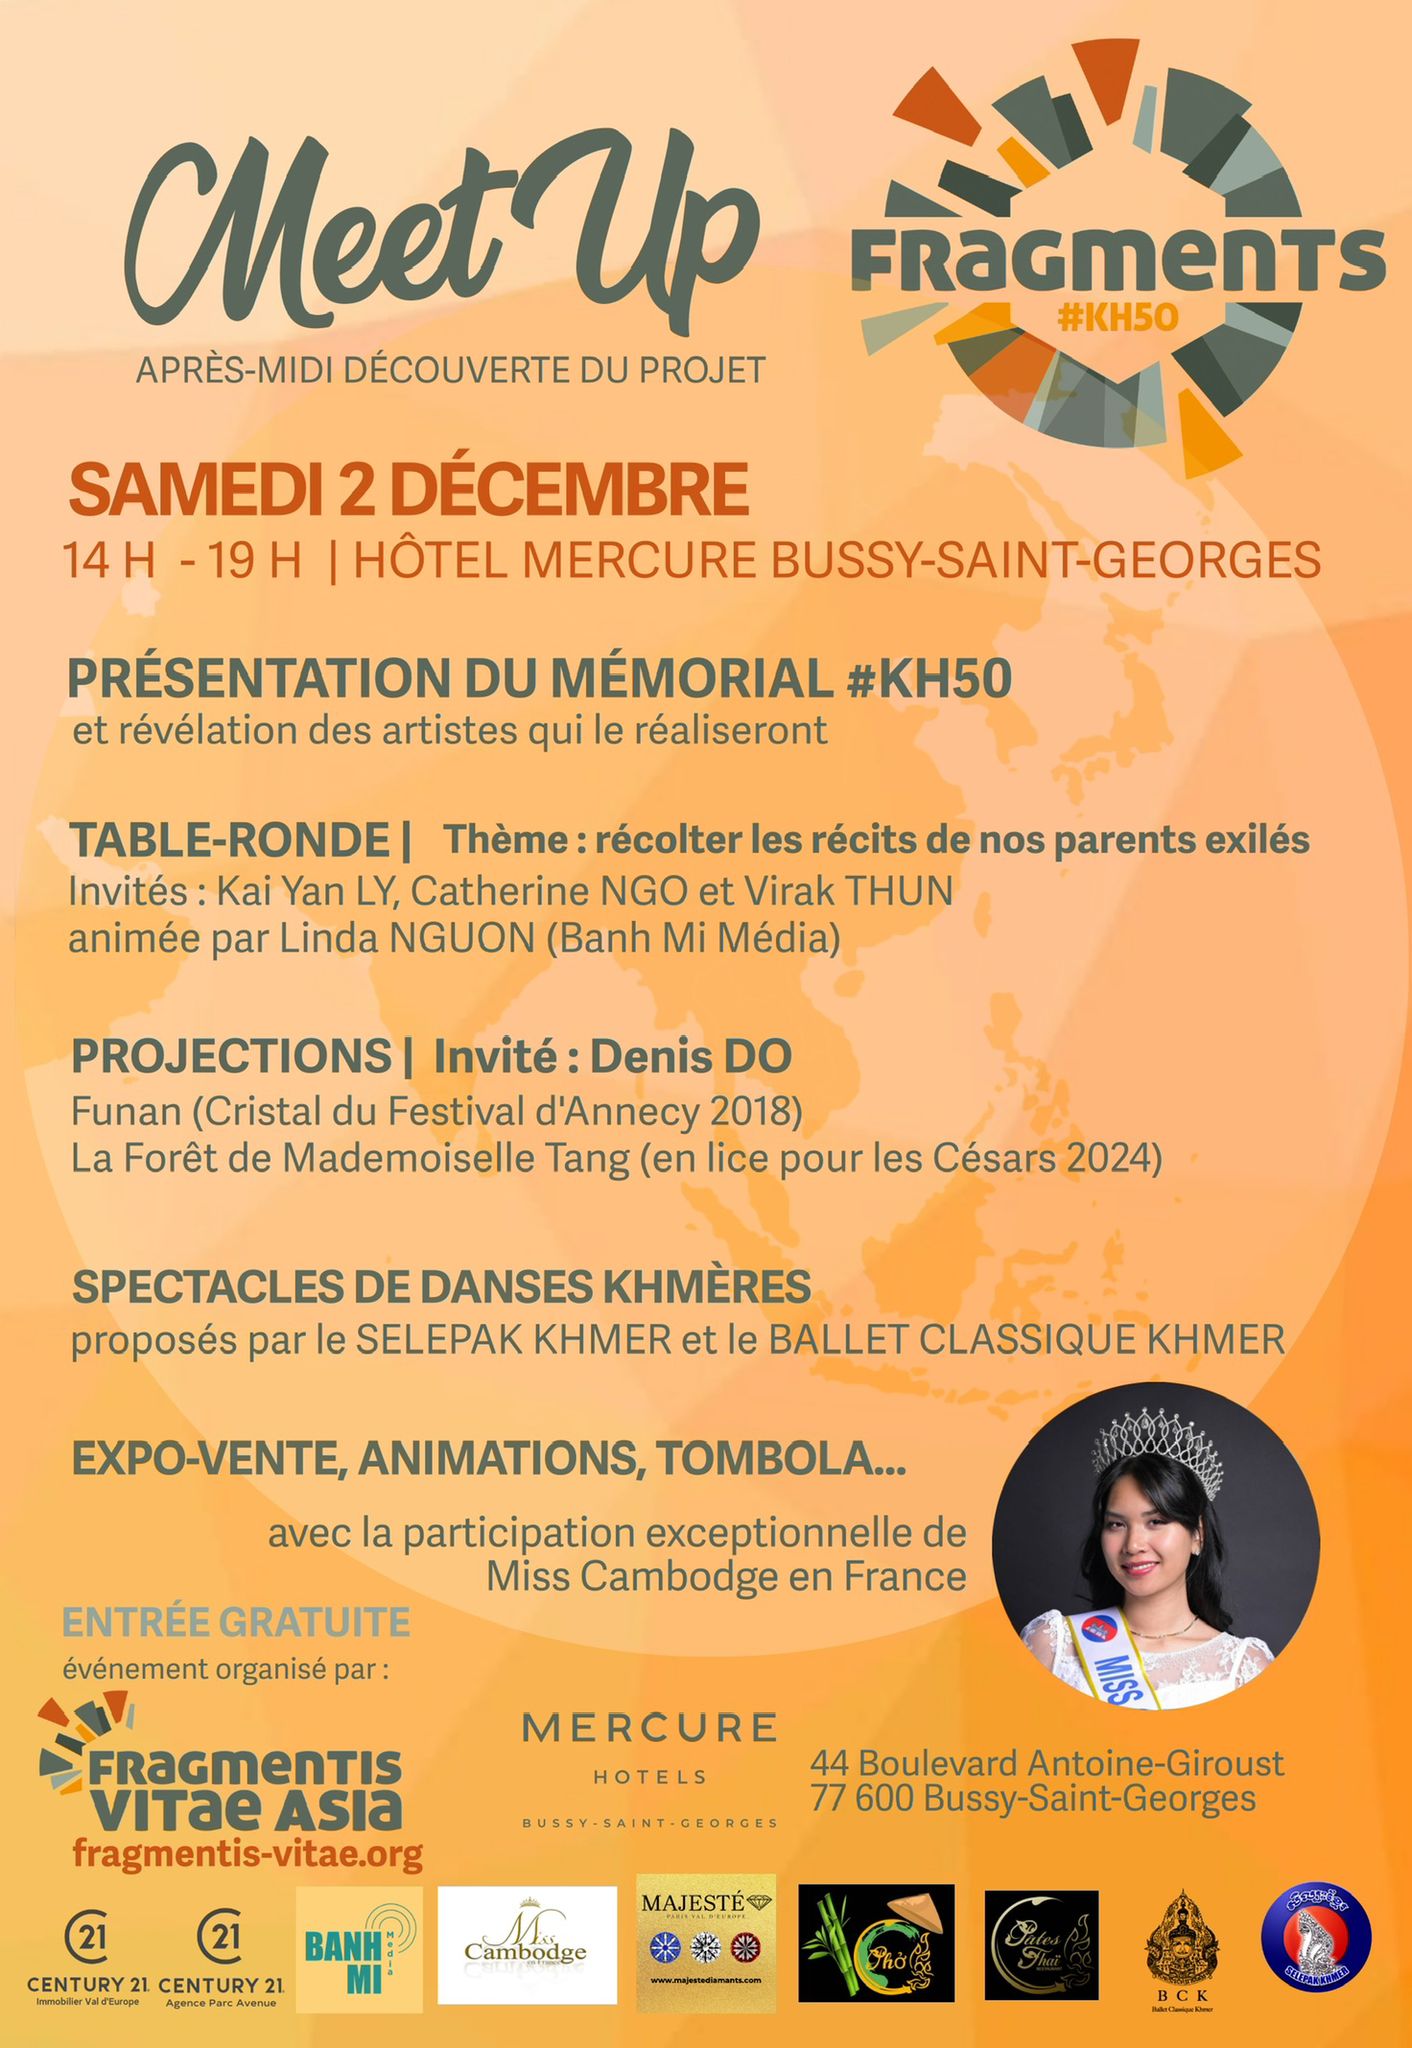 Meet Up
APRÈS-MIDI DÉCOUVERTE DU PROJET
FRAGMENTS
#KH50
SAMEDI 2 DÉCEMBRE
14 H - 19 H | HÔTEL MERCURE BUSSY-SAINT-GEORGES
PRÉSENTATION DU MÉMORIAL #KH50
et révélation des artistes qui le réaliseront
TABLE-RONDE | Thème : récolter les récits de nos parents exilés
Invités : Kai Yan LY, Catherine NGO et Virak THUN
animée par Linda NGUON (Banh Mi Média)
PROJECTIONS | Invité : Denis DO
Funan (Cristal du Festival d'Annecy 2018)
La Forêt de Mademoiselle Tang (en lice pour les Césars 2024)
SPECTACLES DE DANSES KHMÈRES
proposés par le SELEPAK KHMER et le BALLET CLASSIQUE KHMER
EXPO-VENTE, ANIMATIONS, TOMBOLA...
avec la participation exceptionnelle de
Miss Cambodge en France
MISS
ENTRÉE GRATUITE
événement organisé par :
FRAGMENTIS
VITAE ASIA
fragmentis-vitae.org
MERCURE
HOTELS
BUSSY-SAINT-GEORGES
44 Boulevard Antoine-Giroust
77 600 Bussy-Saint-Georges
21
CENTURY 21.
Immobilier Val d'Europe
21
CENTURY 21.
Agence Parc Avenue
BANH
MI
Média
Miss
Cambodge
en France
MAJESTÉ
PARIS VAL D'EUROPE
www.majestediamants.com
Phở
Pâtes
Thaï
RESTAURANT
B C K
Ballet Classique Khmer
SELEPAK KHMER